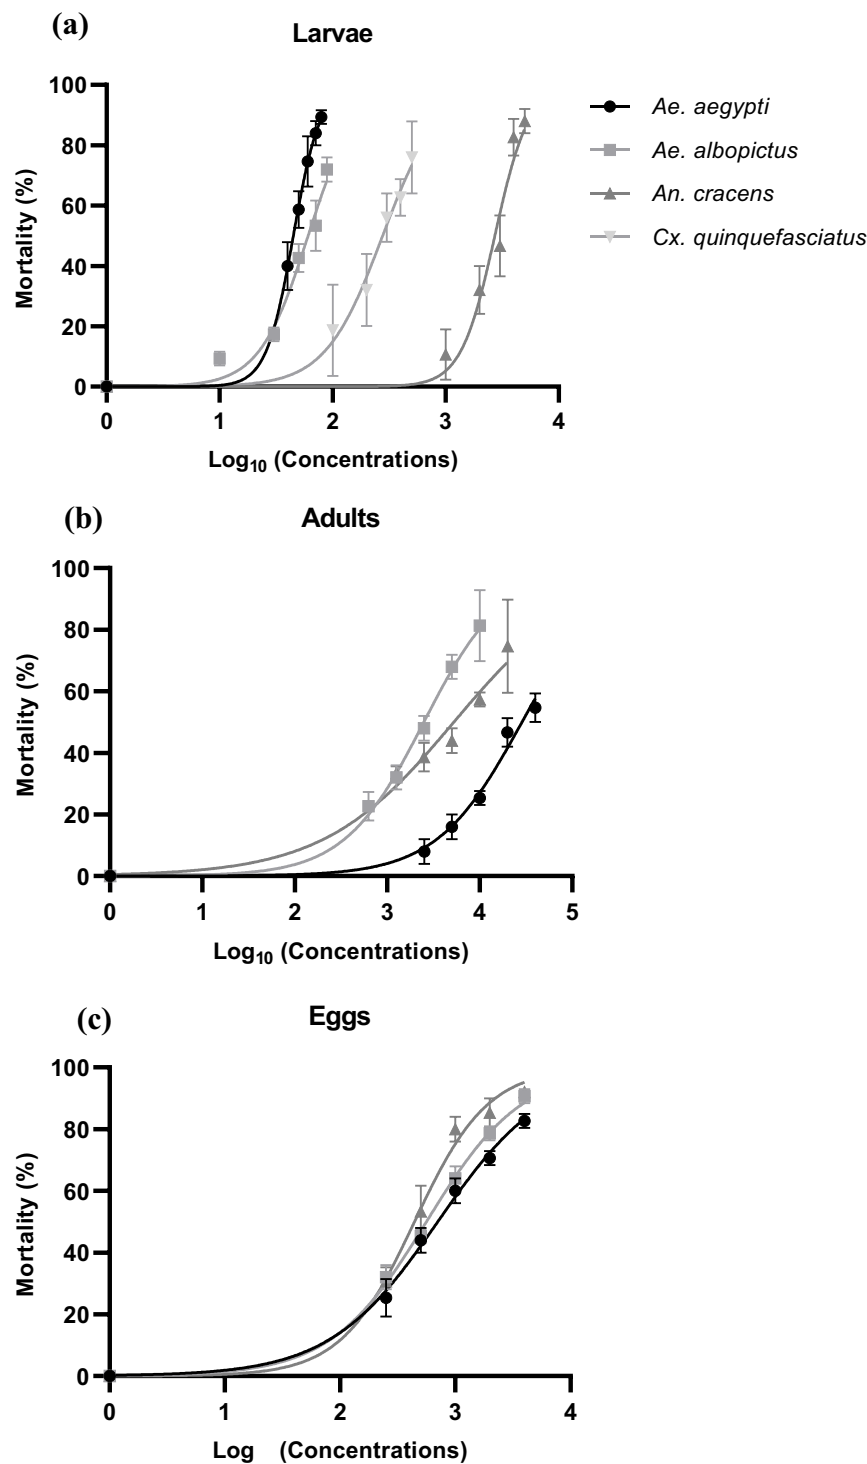 (a)
Larvae
100
80
60
40
20
0
Mortality (%)
0 1 2 3 4
Log10 (Concentrations)
Ae. aegypti
Ae. albopictus
An. cracens
Cx. quinquefasciatus
(b)
Adults
100
80
60
40
20
0
Mortality (%)
0 1 2 3 4 5
Log10 (Concentrations)
(c)
Eggs
100
80
60
40
20
0
Mortality (%)
0 1 2 3 4
Log (Concentrations)